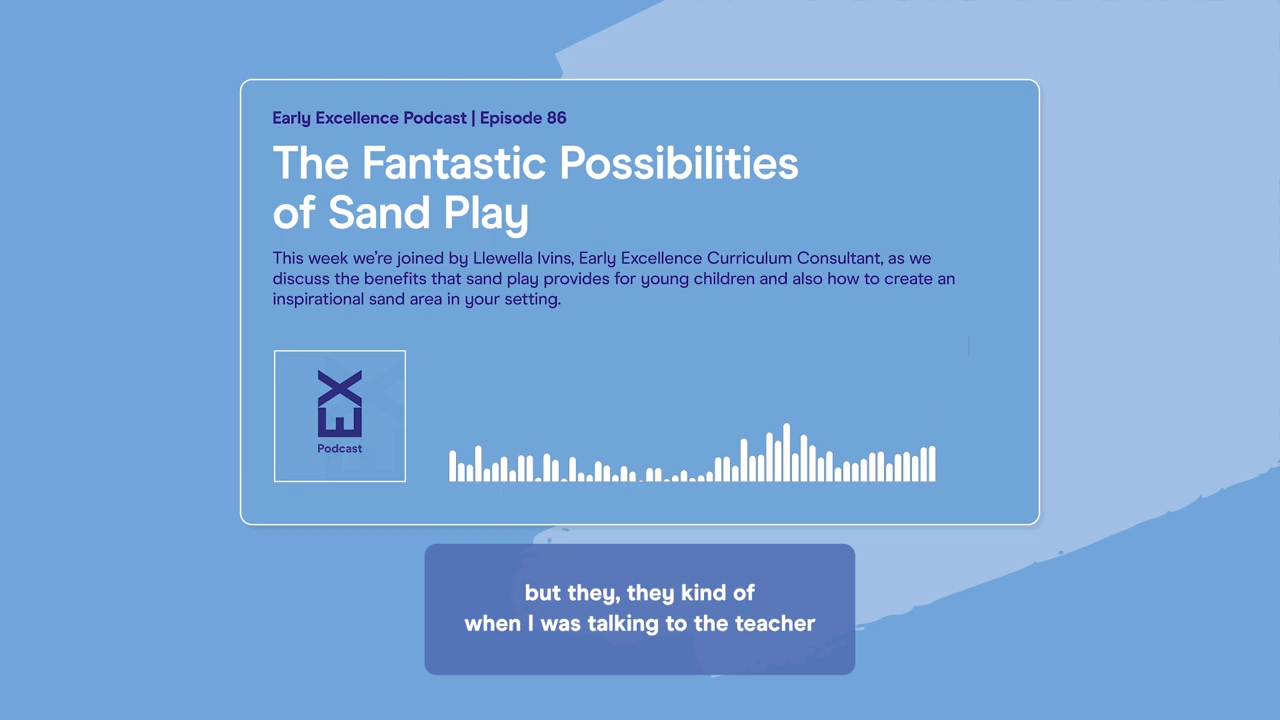 Early Excellence Podcast | Episode 86
The Fantastic Possibilities
of Sand Play
This week we're joined by Llewella Ivins, Early Excellence Curriculum Consultant, as we
discuss the benefits that sand play provides for young children and also how to create an
inspirational sand area in your setting.
EX
Podcast
but they, they kind of
when I was talking to the teacher